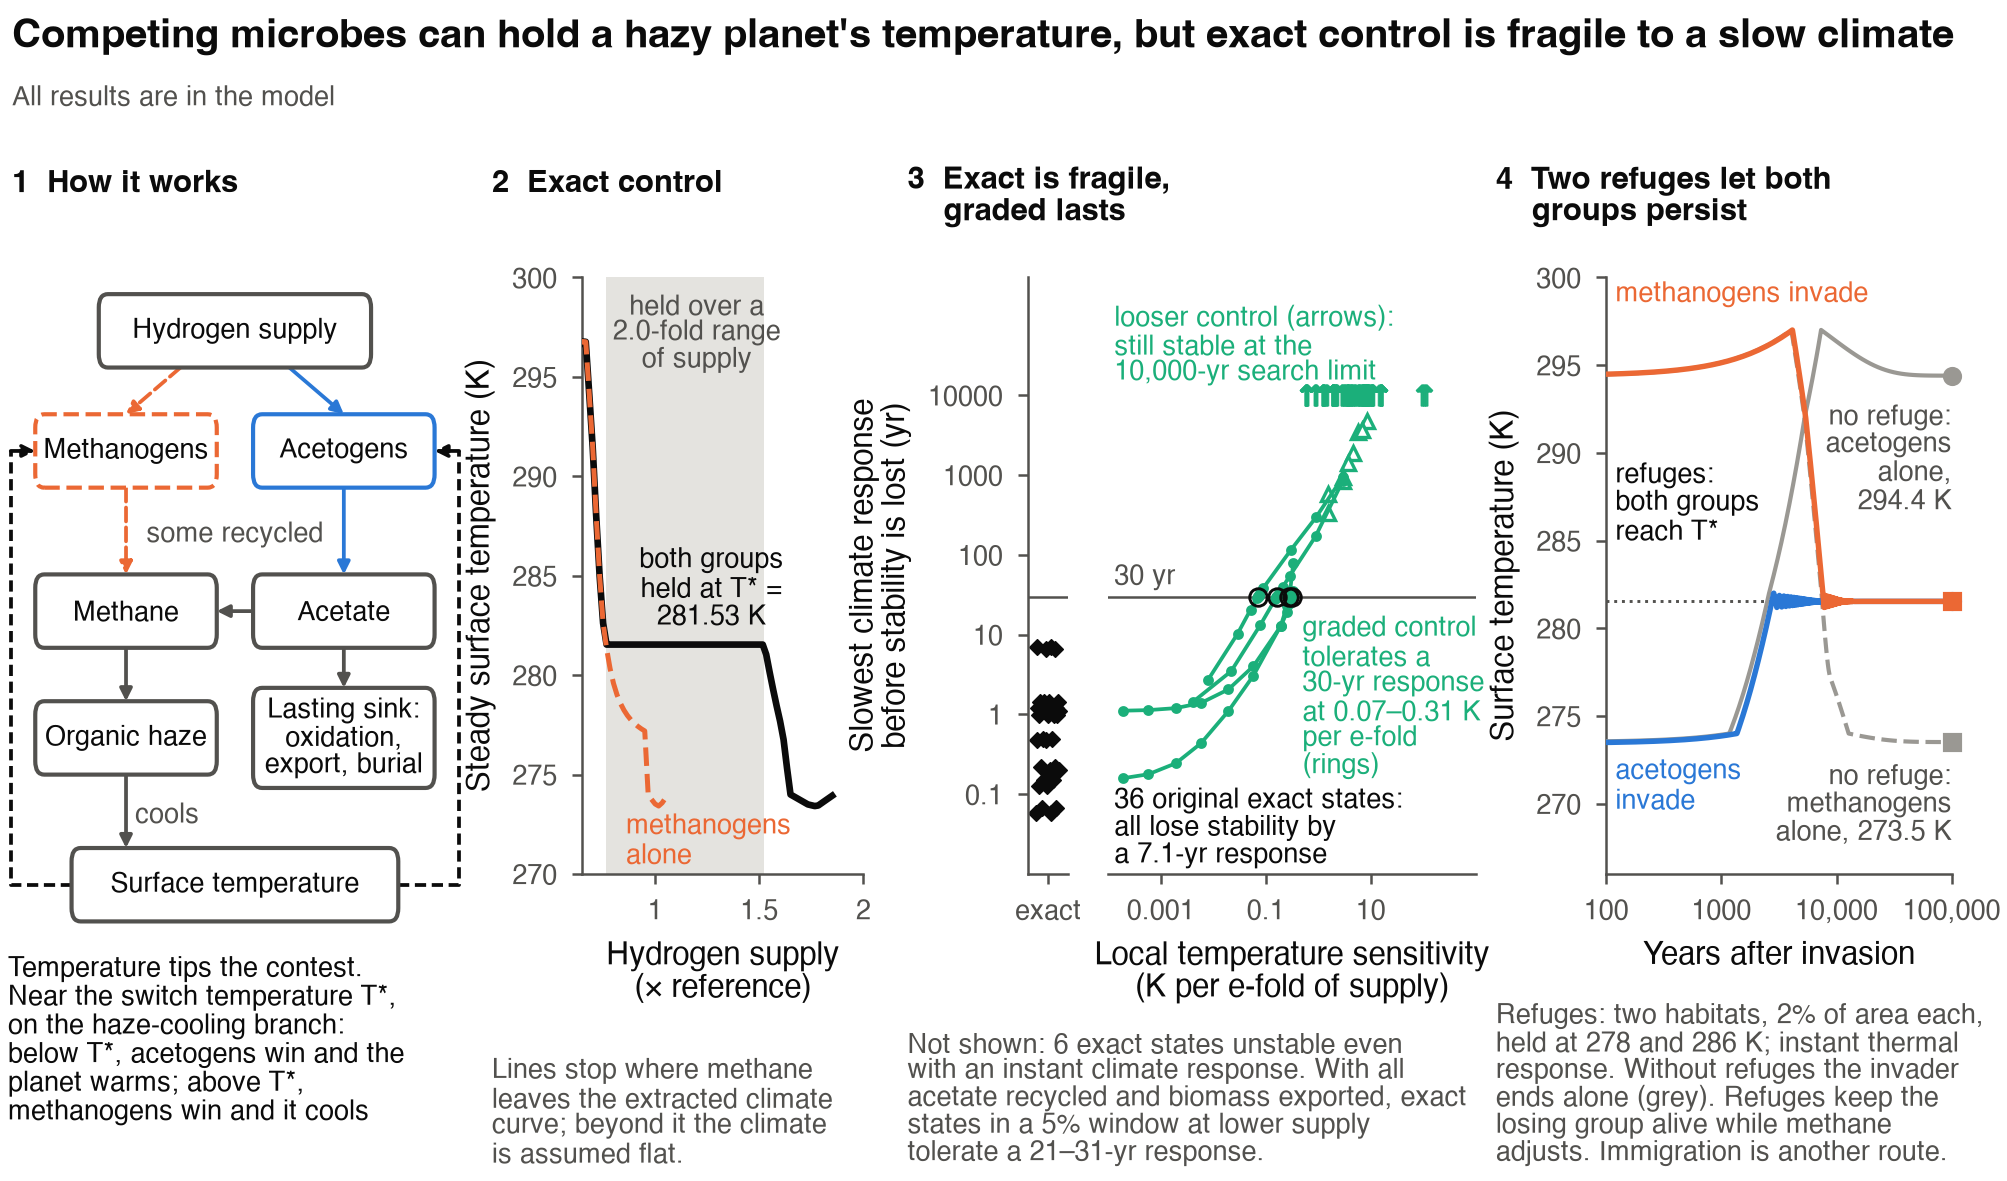 Competing microbes can hold a hazy planet's temperature, but exact control is fragile to a slow climate
All results are in the model
1 How it works
Hydrogen supply
Methanogens
Acetogens
some recycled
Methane
Acetate
Organic haze
Lasting sink:
oxidation,
export, burial
cools
Surface temperature
Temperature tips the contest.
Near the switch temperature T*,
on the haze-cooling branch:
below T*, acetogens win and the
planet warms; above T*,
methanogens win and it cools
2 Exact control
Steady surface temperature (K)
300
295
290
285
280
275
270
held over a
2.0-fold range
of supply
both groups
held at T* =
281.53 K
methanogens
alone
1
1.5
2
Hydrogen supply
(× reference)
Lines stop where methane
leaves the extracted climate
curve; beyond it the climate
is assumed flat.
3 Exact is fragile,
graded lasts
Slowest climate response
before stability is lost (yr)
10000
1000
100
10
1
0.1
looser control (arrows):
still stable at the
10,000-yr search limit
30 yr
graded control
tolerates a
30-yr response
at 0.07–0.31 K
per e-fold
(rings)
36 original exact states:
all lose stability by
a 7.1-yr response
exact
0.001
0.1
10
Local temperature sensitivity
(K per e-fold of supply)
Not shown: 6 exact states unstable even
with an instant climate response. With all
acetate recycled and biomass exported, exact
states in a 5% window at lower supply
tolerate a 21–31-yr response.
4 Two refuges let both
groups persist
Surface temperature (K)
300
295
290
285
280
275
270
methanogens invade
no refuge:
acetogens
alone,
294.4 K
refuges:
both groups
reach T*
acetogens
invade
no refuge:
methanogens
alone, 273.5 K
100
1000
10,000
100,000
Years after invasion
Refuges: two habitats, 2% of area each,
held at 278 and 286 K; instant thermal
response. Without refuges the invader
ends alone (grey). Refuges keep the
losing group alive while methane
adjusts. Immigration is another route.